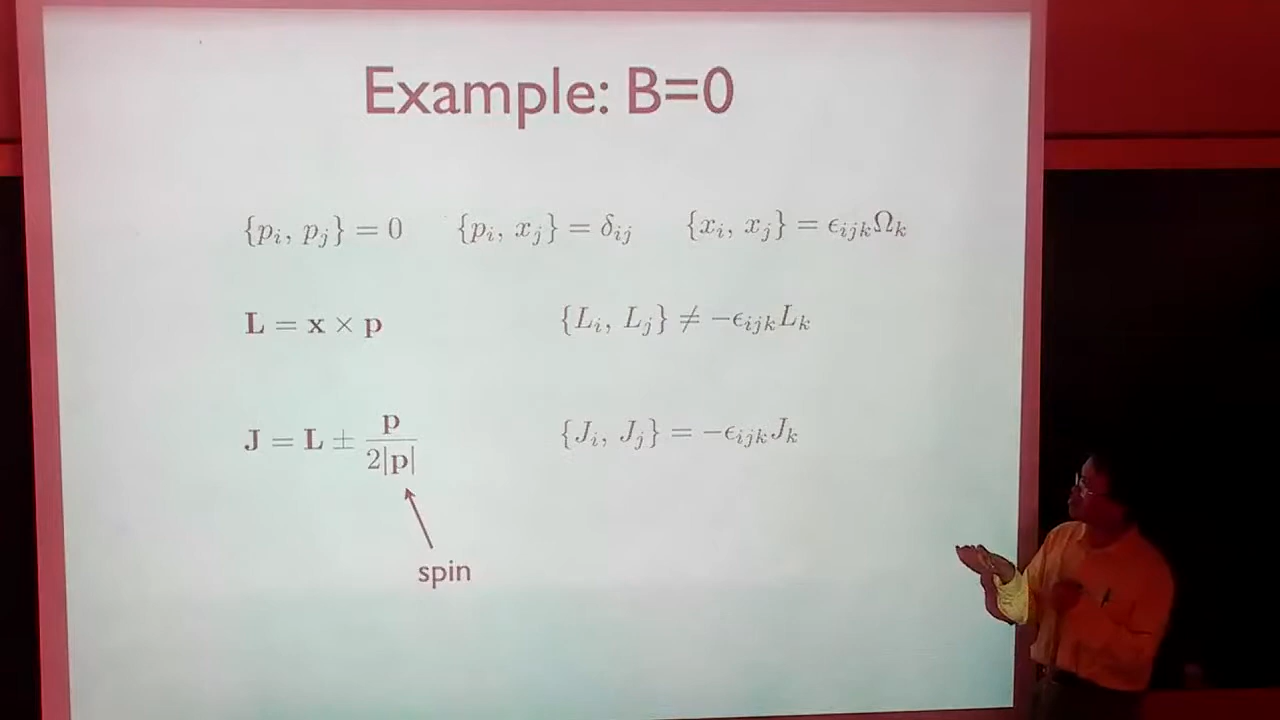 Example: B=0
{p_i, p_j} = 0 {p_i, x_j} = δ_ij {x_i, x_j} = ϵ_ijk Ω_k
L = x × p {L_i, L_j} ≠ −ϵ_ijk L_k
J = L ± p / 2|p| {J_i, J_j} = −ϵ_ijk J_k
spin